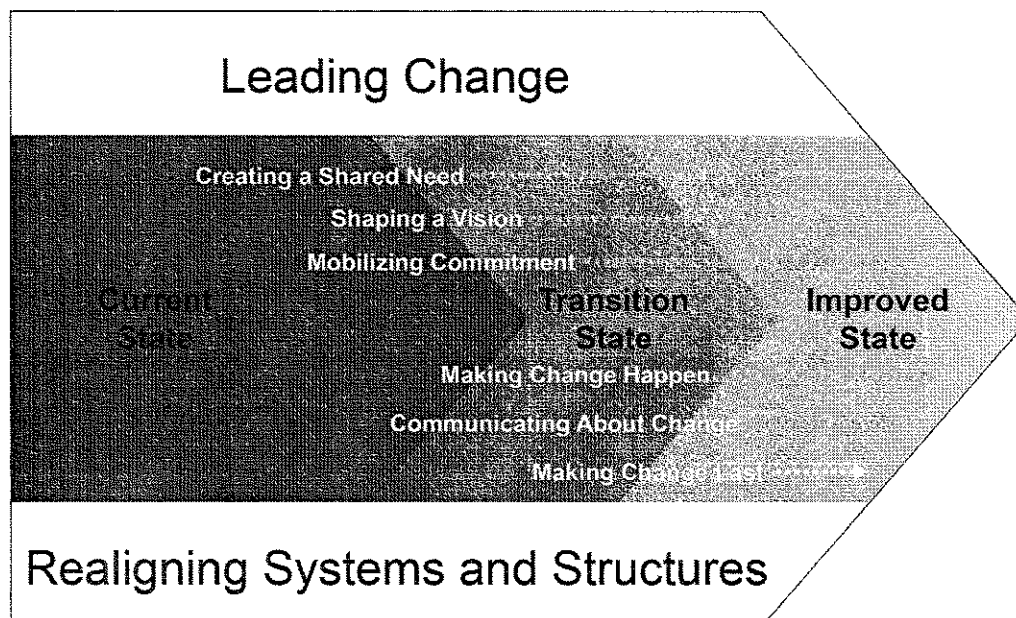 Leading Change
Creating a Shared Need
Shaping a Vision
Mobilizing Commitment
Current
State
Transition
State
Improved
State
Making Change Happen
Communicating About Change
Making Change Last
Realigning Systems and Structures